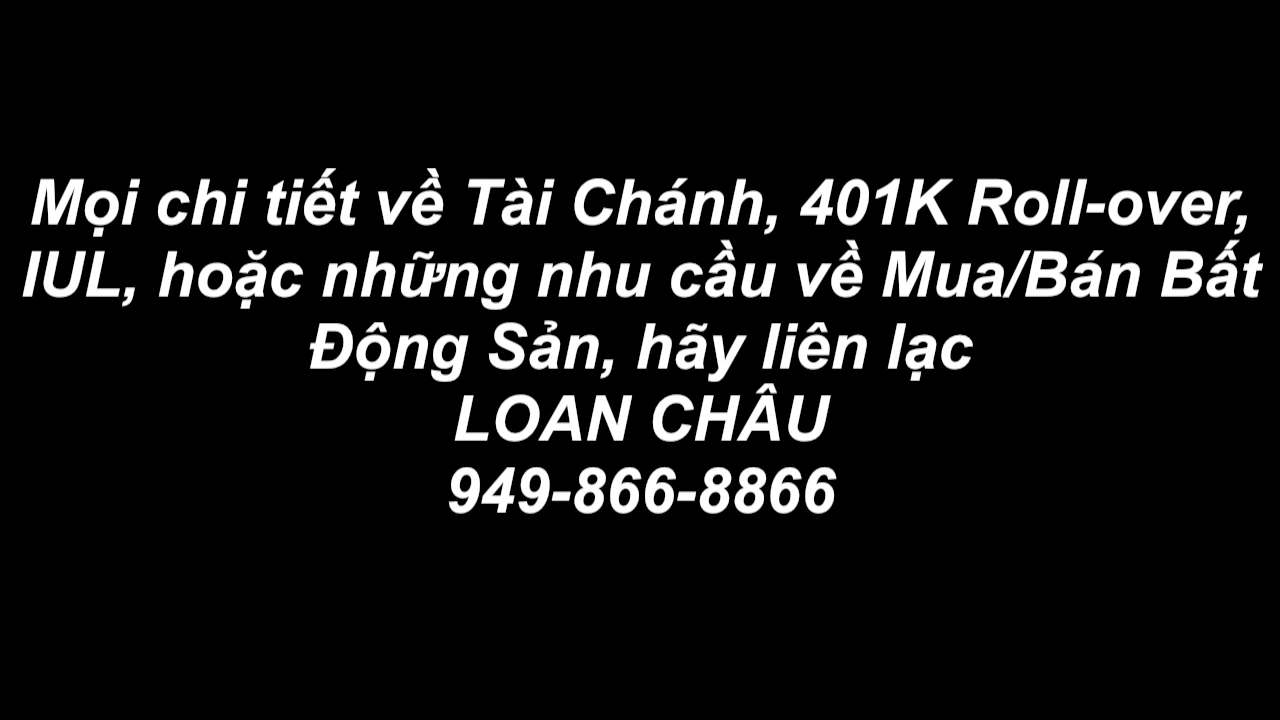 Mọi chi tiết về Tài Chánh, 401K Roll-over,
IUL, hoặc những nhu cầu về Mua/Bán Bất
Động Sản, hãy liên lạc
LOAN CHÂU
949-866-8866